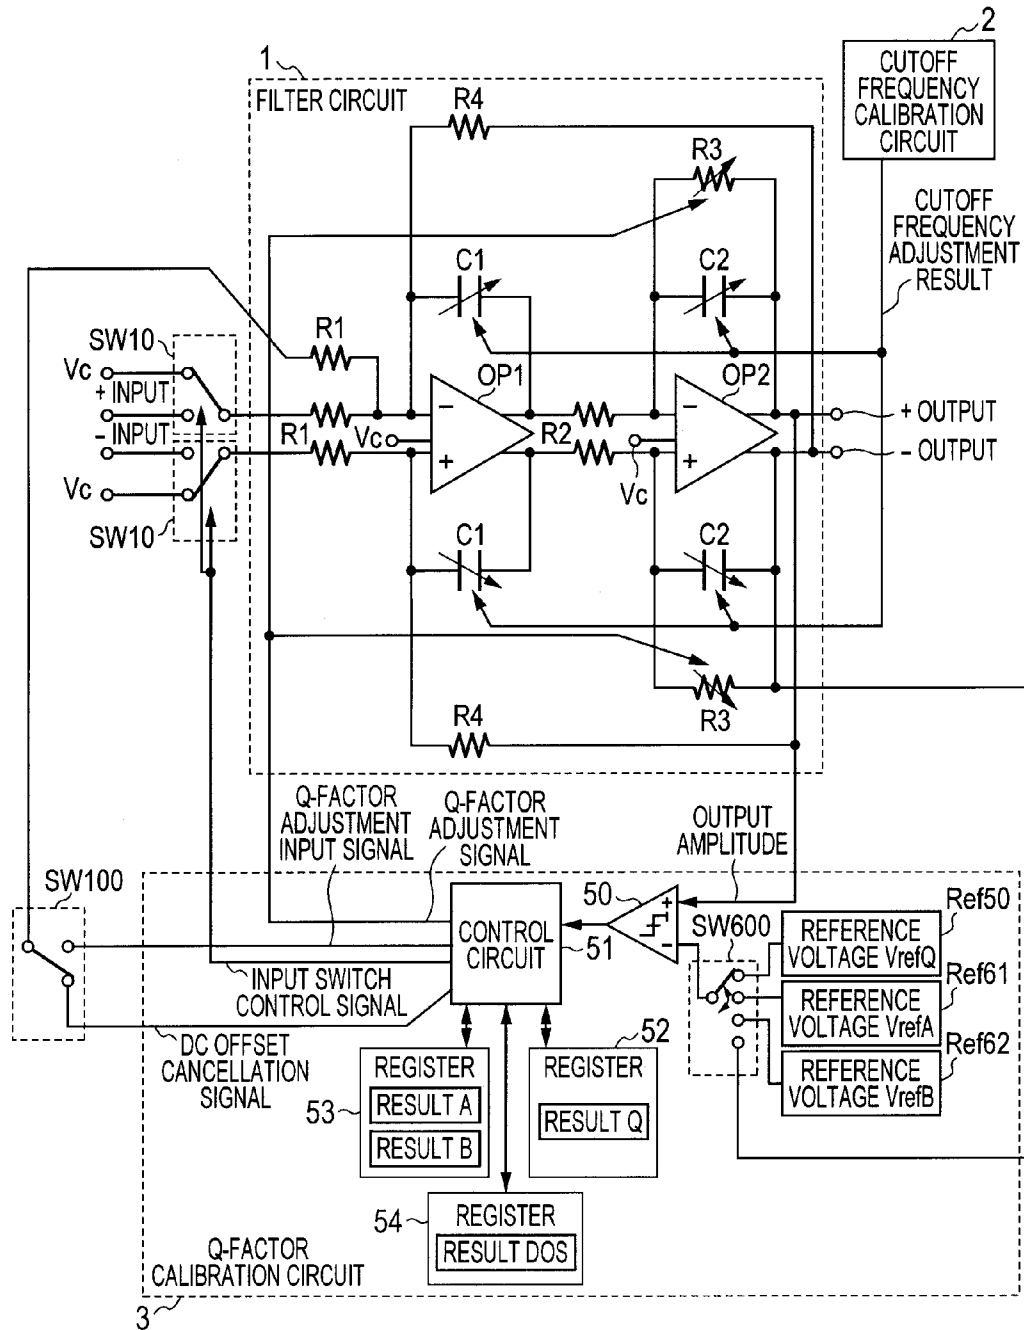 2
CUTOFF
FREQUENCY
CALIBRATION
CIRCUIT
1
FILTER CIRCUIT
R4
R3
CUTOFF
FREQUENCY
ADJUSTMENT
RESULT
C1
C2
SW10
R1
Vc
+ INPUT
OP1
OP2
− INPUT
R1
Vc
R2
+ OUTPUT
− OUTPUT
Vc
Vc
SW10
−
+
−
+
C1
C2
R3
R4
Q-FACTOR
ADJUSTMENT
INPUT SIGNAL
Q-FACTOR
ADJUSTMENT
SIGNAL
OUTPUT
AMPLITUDE
SW100
50
+
−
CONTROL
CIRCUIT
51
SW600
Ref50
REFERENCE
VOLTAGE VrefQ
Ref61
REFERENCE
VOLTAGE VrefA
Ref62
REFERENCE
VOLTAGE VrefB
INPUT SWITCH
CONTROL SIGNAL
DC OFFSET
CANCELLATION
SIGNAL
53
REGISTER
RESULT A
RESULT B
52
REGISTER
RESULT Q
54
REGISTER
RESULT DOS
Q-FACTOR
CALIBRATION CIRCUIT
3